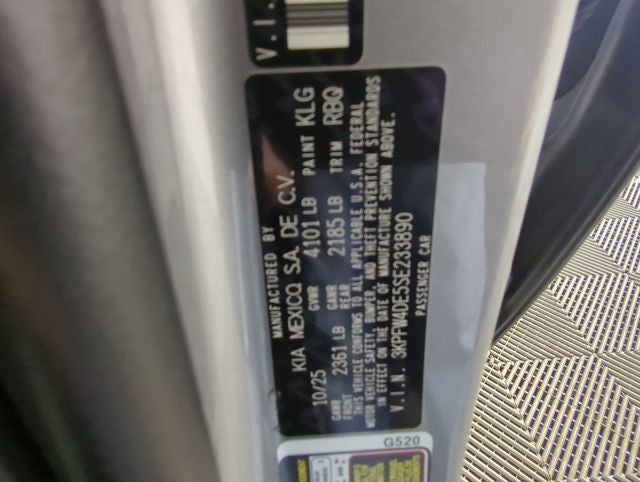 V.I.
MANUFACTURED BY
KIA MEXICO S.A. DE C.V.
10/25 GVWR 4101 LB PAINT KLG
GAWR FRONT 2361 LB GAWR REAR 2185 LB TRIM RBQ
THIS VEHICLE CONFORMS TO ALL APPLICABLE U.S.A. FEDERAL
MOTOR VEHICLE SAFETY, BUMPER, AND THEFT PREVENTION STANDARDS
IN EFFECT ON THE DATE OF MANUFACTURE SHOWN ABOVE.
V.I.N. 3KPFW4DE5SE233890
PASSENGER CAR
G520